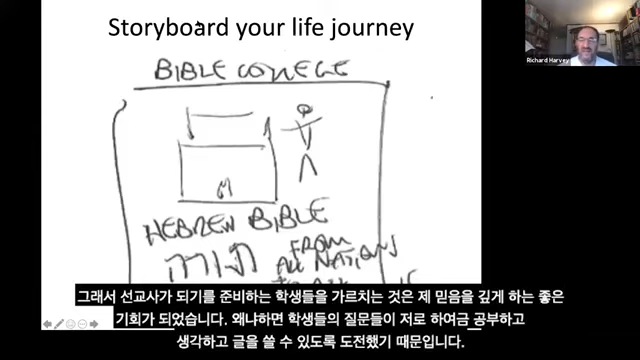 Storyboard your life journey
Richard Harvey
BIBLE COLLEGE
HEBREW BIBLE
FROM
ALL NATIONS
그래서 선교사가 되기를 준비하는 학생들을 가르치는 것은 제 믿음을 깊게 하는 좋은
기회가 되었습니다. 왜냐하면 학생들의 질문들이 저로 하여금 공부하고
생각하고 글을 쓸 수 있도록 도전했기 때문입니다.